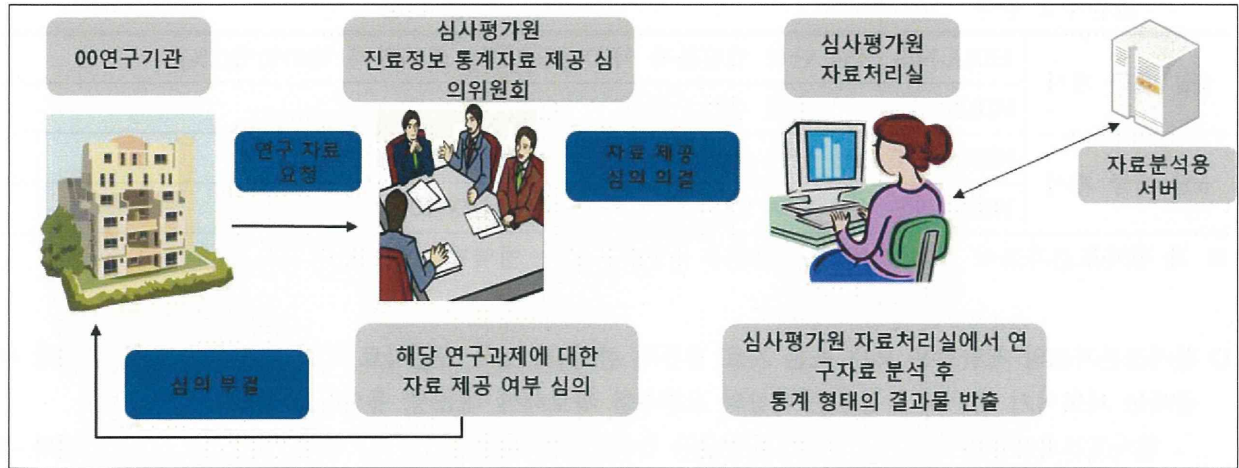 00연구기관
심사평가원
진료정보 통계자료 제공 심
의위원회
심사평가원
자료처리실
연구 자료
요청
자료 제공
심의 의결
자료분석용
서버
심의 부결
해당 연구과제에 대한
자료 제공 여부 심의
심사평가원 자료처리실에서 연
구자료 분석 후
통계 형태의 결과물 반출